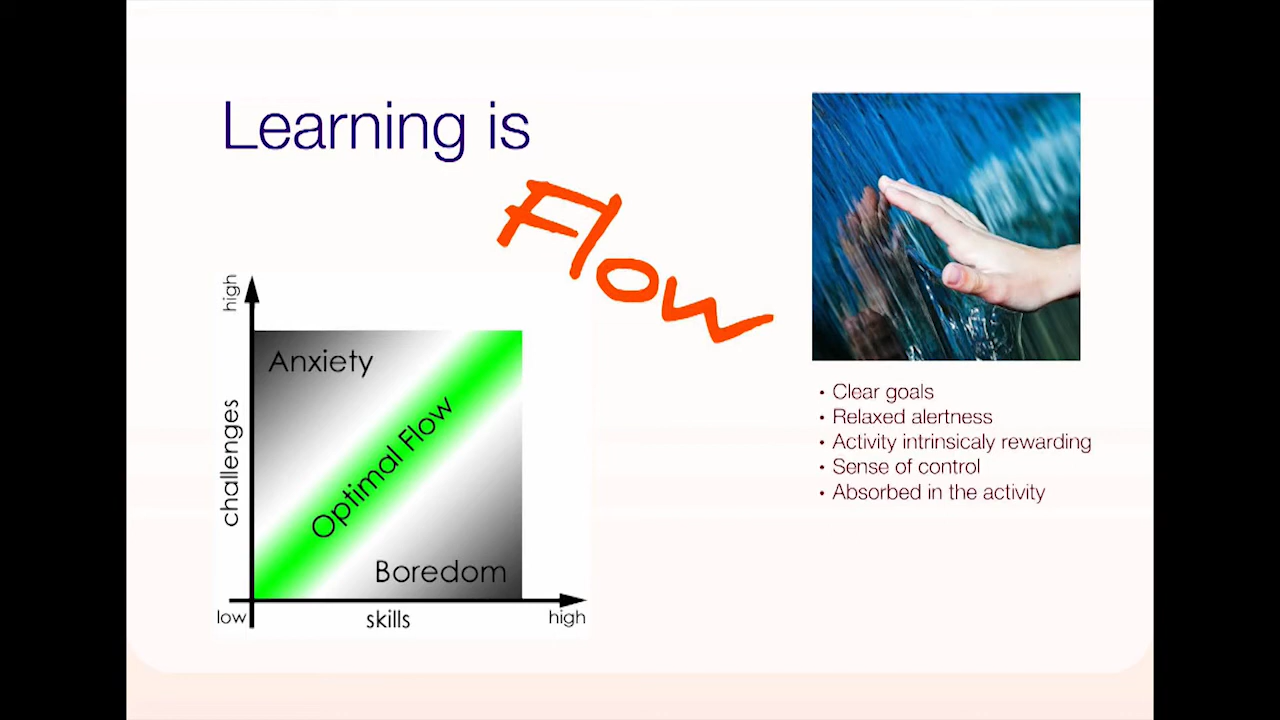 Learning is
Flow
high
challenges
Anxiety
Optimal Flow
Boredom
low
skills
high
• Clear goals
• Relaxed alertness
• Activity intrinsicaly rewarding
• Sense of control
• Absorbed in the activity